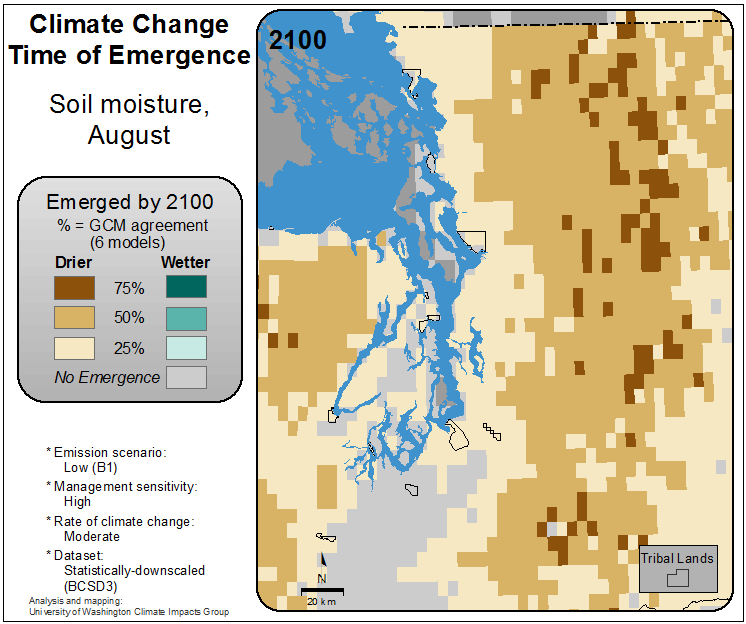 Climate Change
Time of Emergence
Soil moisture,
August
Emerged by 2100
% = GCM agreement
(6 models)
Drier Wetter
75%
50%
25%
No Emergence
* Emission scenario:
Low (B1)
* Management sensitivity:
High
* Rate of climate change:
Moderate
* Dataset:
Statistically-downscaled
(BCSD3)
Analysis and mapping:
University of Washington Climate Impacts Group
2100
N
20 km
Tribal Lands